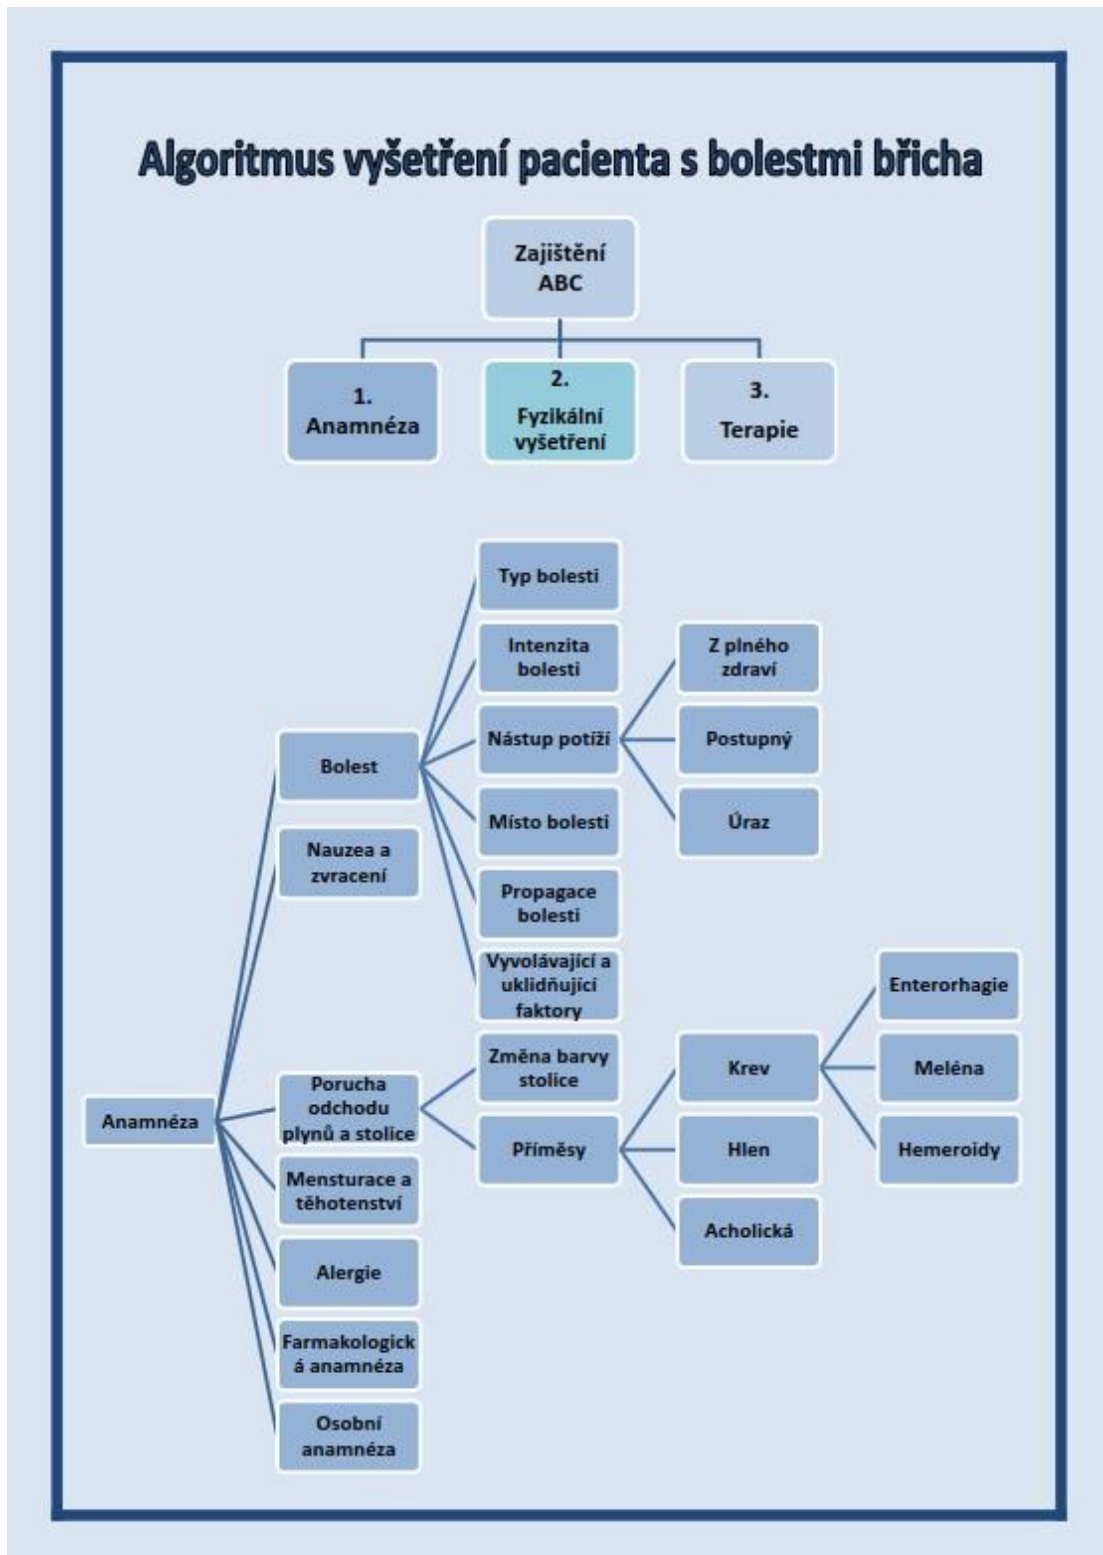 Algoritmus vyšetření pacienta s bolestmi břicha
Zajištění
ABC
1.
Anamnéza
2.
Fyzikální
vyšetření
3.
Terapie
Anamnéza
Bolest
Typ bolesti
Intenzita
bolesti
Nástup potíží
Z plného
zdraví
Postupný
Úraz
Místo bolesti
Propagace
bolesti
Vyvolávající a
uklidňující
faktory
Nauzea a
zvracení
Porucha
odchodu
plynů a stolice
Změna barvy
stolice
Příměsy
Krev
Enterorhagie
Meléna
Hemeroidy
Hlen
Acholická
Mensturace a
těhotenství
Alergie
Farmakologick
á anamnéza
Osobní
anamnéza